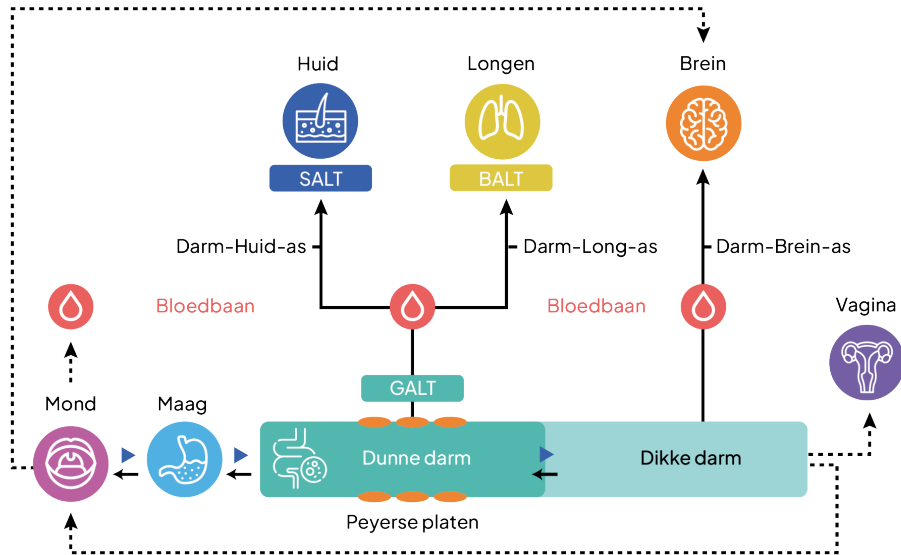 Huid
Longen
Brein
SALT
BALT
Darm-Huid-as
Darm-Long-as
Darm-Brein-as
Bloedbaan
Bloedbaan
Vagina
GALT
Mond
Maag
Dunne darm
Dikke darm
Peyerse platen